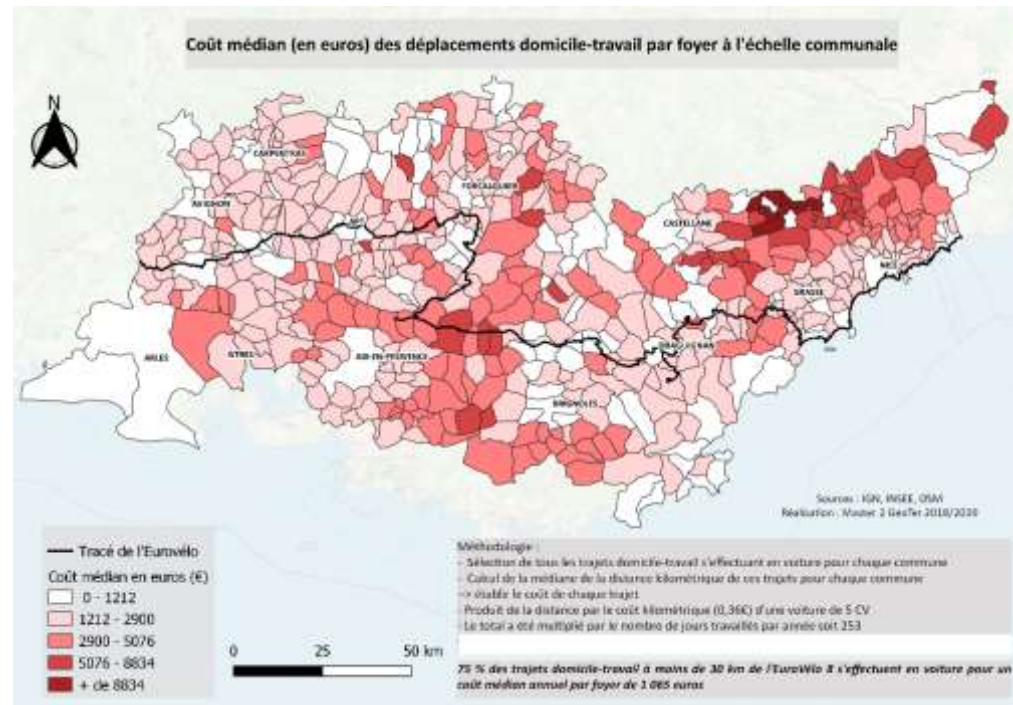 Coût médian (en euros) des déplacements domicile-travail par foyer à l'échelle communale
N
CARPENTRAS
FORCALQUIER
AVIGNON
APT
CASTELLANE
NICE
GRASSE
ARLES
ISTRES
AIX-EN-PROVENCE
DRAGUIGNAN
BRIGNOLES
Sources : IGN, INSEE, OSM
Réalisation : Master 2 GeoTer 2018/2019
Tracé de l'Eurovélo
Coût médian en euros (€)
0 - 1212
1212 - 2900
2900 - 5076
5076 - 8834
+ de 8834
0 25 50 km
Méthodologie :
- Sélection de tous les trajets domicile-travail s'effectuant en voiture pour chaque commune
- Calcul de la médiane de la distance kilométrique de ces trajets pour chaque commune
--> établir le coût de chaque trajet
- Produit de la distance par le coût kilométrique (0,36€) d'une voiture de 5 CV
- Le total a été multiplié par le nombre de jours travaillés par année soit 253
75 % des trajets domicile-travail à moins de 30 km de l'EuroVélo 8 s'effectuent en voiture pour un
coût médian annuel par foyer de 1 065 euros